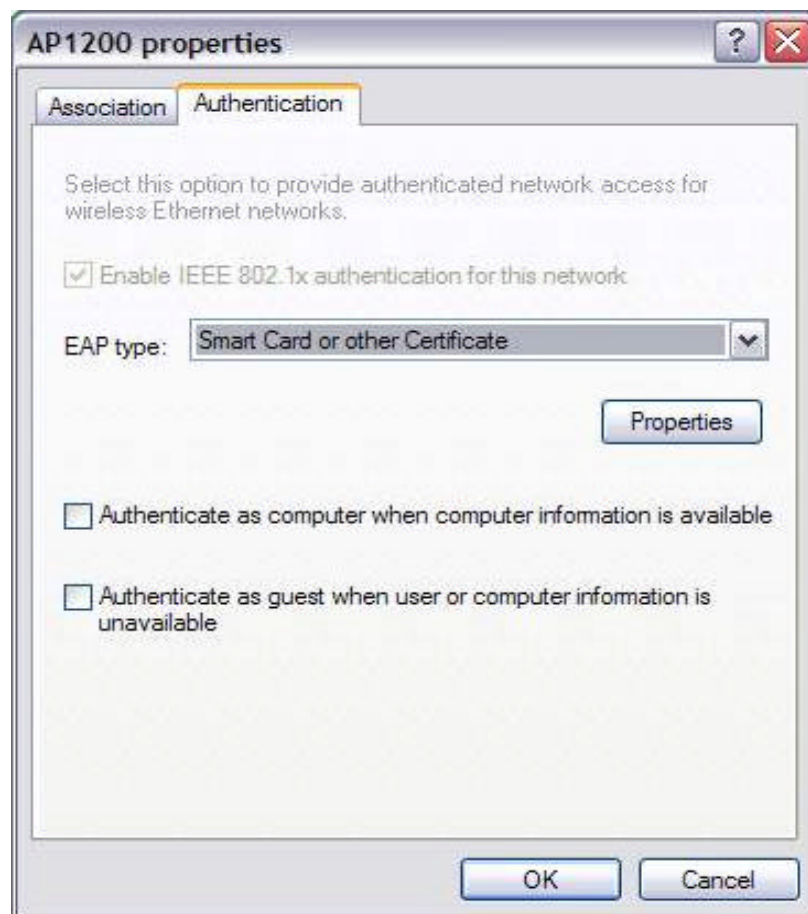 AP1200 properties
Association
Authentication
Select this option to provide authenticated network access for
wireless Ethernet networks.
Enable IEEE 802.1x authentication for this network
EAP type:
Smart Card or other Certificate
Properties
Authenticate as computer when computer information is available
Authenticate as guest when user or computer information is
unavailable
OK
Cancel